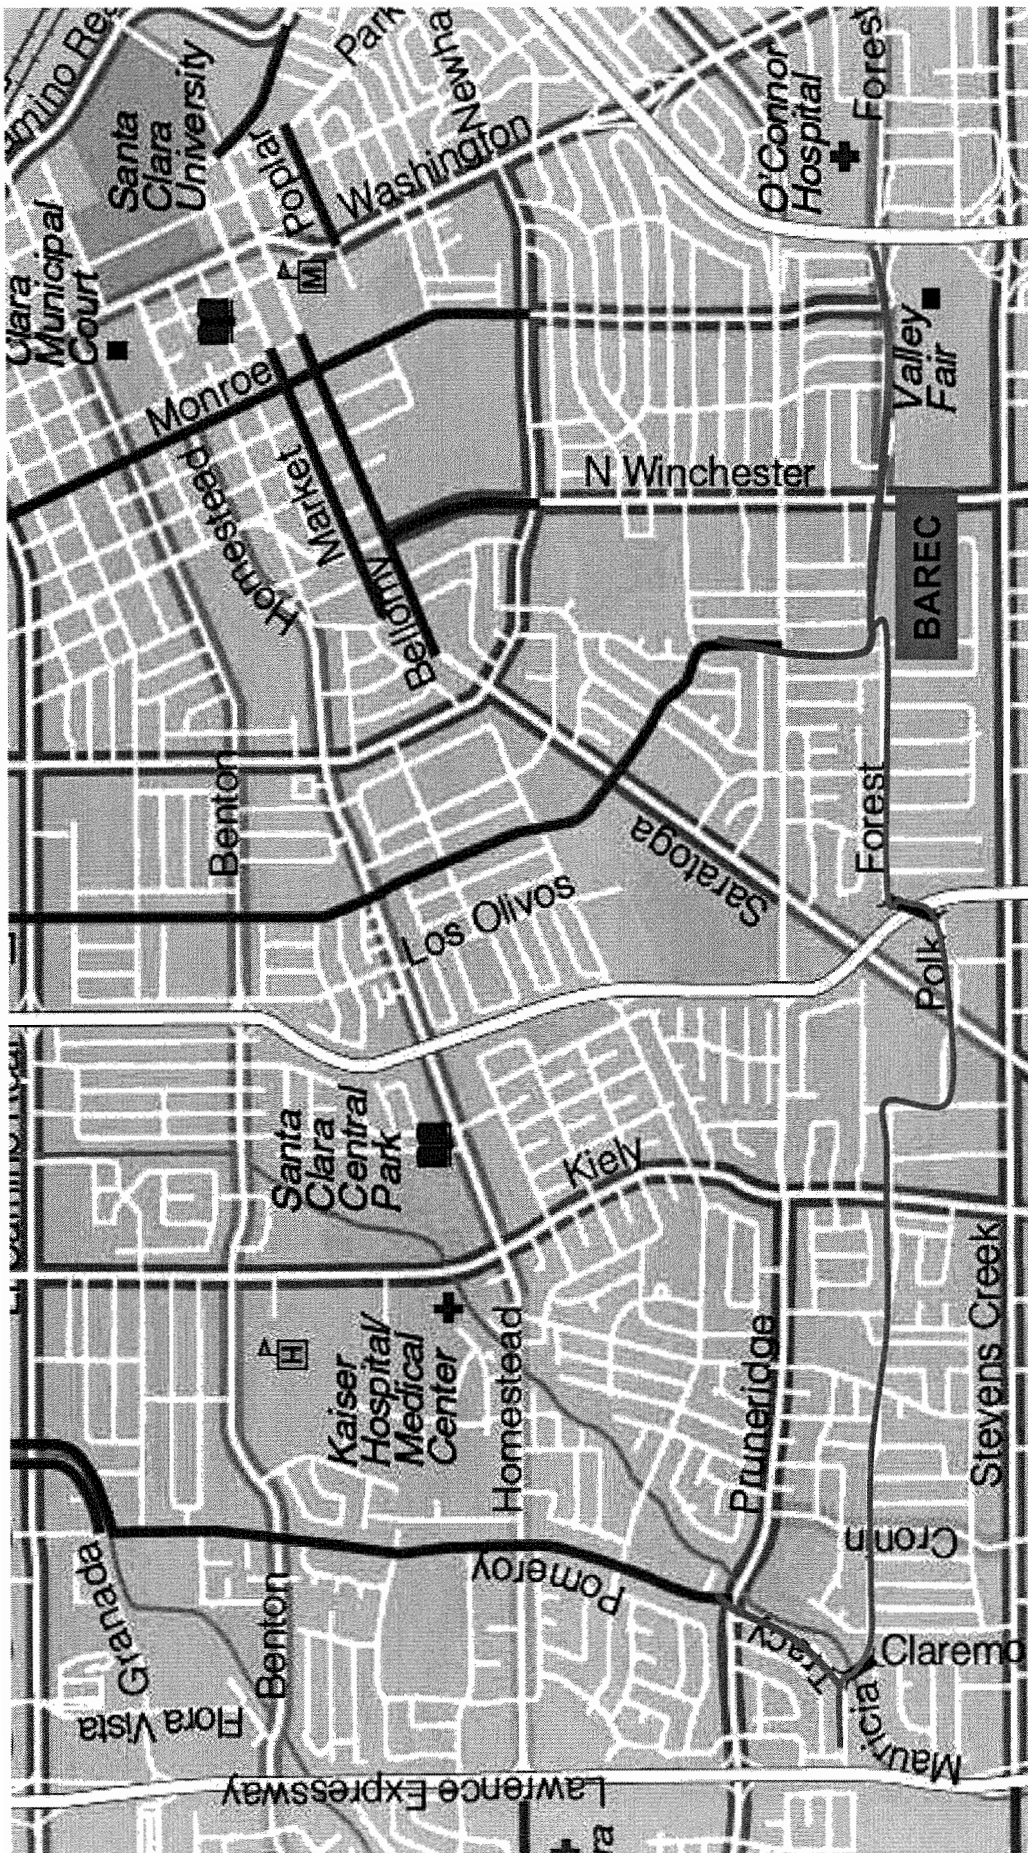 Santa
Clara
University
Park
Newha
Poplar
Washington
O'Connor
Hospital
Forest
Clara
Municipal
Court
M
Valley
Fair
Monroe
Homestead
Market
N Winchester
BAREC
Bellomy
Benton
Forest
Saratoga
Los Olivos
Polk
Santa
Clara
Central
Park
Kiely
H
Kaiser
Hospital/
Medical
Center
Homestead
Pruneridge
Stevens Creek
Cronin
Pomeroy
Granada
Benton
Tracy
Claremo
Flora Vista
Mauricia
Lawrence Expressway
ra